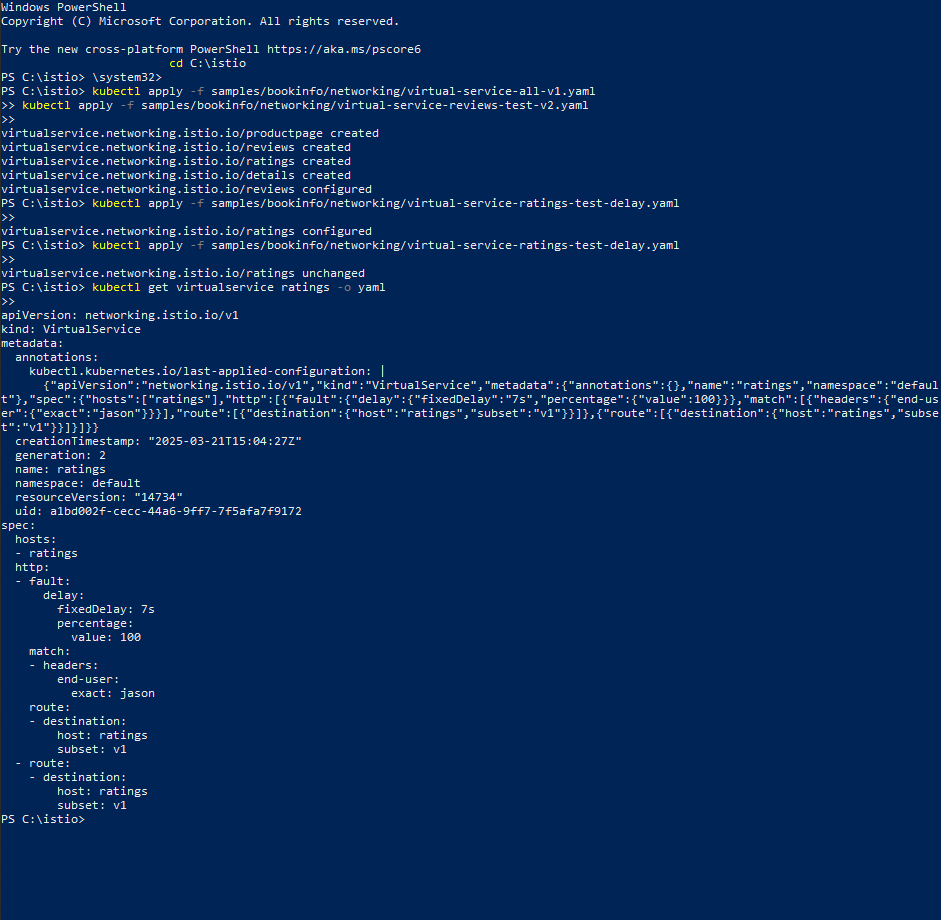 Windows PowerShell
Copyright (C) Microsoft Corporation. All rights reserved.
Try the new cross-platform PowerShell https://aka.ms/pscore6
cd C:\istio
PS C:\istio> \system32>
PS C:\istio> kubectl apply -f samples/bookinfo/networking/virtual-service-all-v1.yaml
>> kubectl apply -f samples/bookinfo/networking/virtual-service-reviews-test-v2.yaml
>>
virtualservice.networking.istio.io/productpage created
virtualservice.networking.istio.io/reviews created
virtualservice.networking.istio.io/ratings created
virtualservice.networking.istio.io/details created
virtualservice.networking.istio.io/reviews configured
PS C:\istio> kubectl apply -f samples/bookinfo/networking/virtual-service-ratings-test-delay.yaml
>>
virtualservice.networking.istio.io/ratings configured
PS C:\istio> kubectl apply -f samples/bookinfo/networking/virtual-service-ratings-test-delay.yaml
>>
virtualservice.networking.istio.io/ratings unchanged
PS C:\istio> kubectl get virtualservice ratings -o yaml
>>
apiVersion: networking.istio.io/v1
kind: VirtualService
metadata:
  annotations:
    kubectl.kubernetes.io/last-applied-configuration: |
      {"apiVersion":"networking.istio.io/v1","kind":"VirtualService","metadata":{"annotations":{},"name":"ratings","namespace":"defaul
t"},"spec":{"hosts":["ratings"],"http":[{"fault":{"delay":{"fixedDelay":"7s","percentage":{"value":100}}},"match":[{"headers":{"end-us
er":{"exact":"jason"}}}],"route":[{"destination":{"host":"ratings","subset":"v1"}}]},{"route":[{"destination":{"host":"ratings","subse
t":"v1"}}]}]}}
  creationTimestamp: "2025-03-21T15:04:27Z"
  generation: 2
  name: ratings
  namespace: default
  resourceVersion: "14734"
  uid: a1bd002f-cecc-44a6-9ff7-7f5afa7f9172
spec:
  hosts:
  - ratings
  http:
  - fault:
      delay:
        fixedDelay: 7s
        percentage:
          value: 100
    match:
    - headers:
        end-user:
          exact: jason
    route:
    - destination:
        host: ratings
        subset: v1
  - route:
    - destination:
        host: ratings
        subset: v1
PS C:\istio>